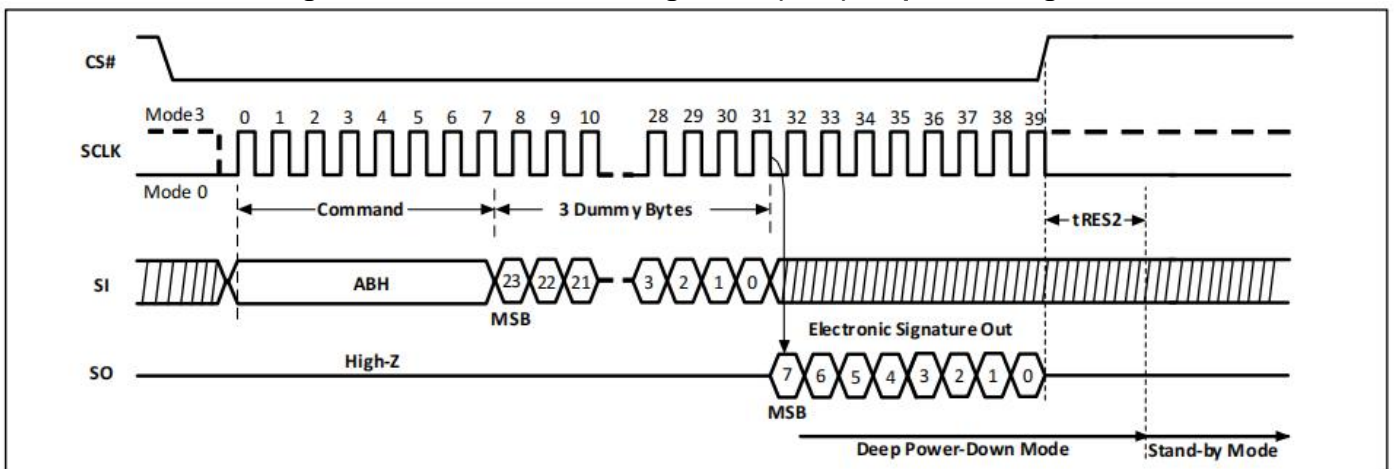 CS#
Mode 3
0 1 2 3 4 5 6 7 8 9 10 28 29 30 31 32 33 34 35 36 37 38 39
SCLK
Mode 0
Command 3 Dummy Bytes tRES2
SI ABH 23 22 21 3 2 1 0
MSB
Electronic Signature Out
High-Z
SO 7 6 5 4 3 2 1 0
MSB
Deep Power-Down Mode Stand-by Mode